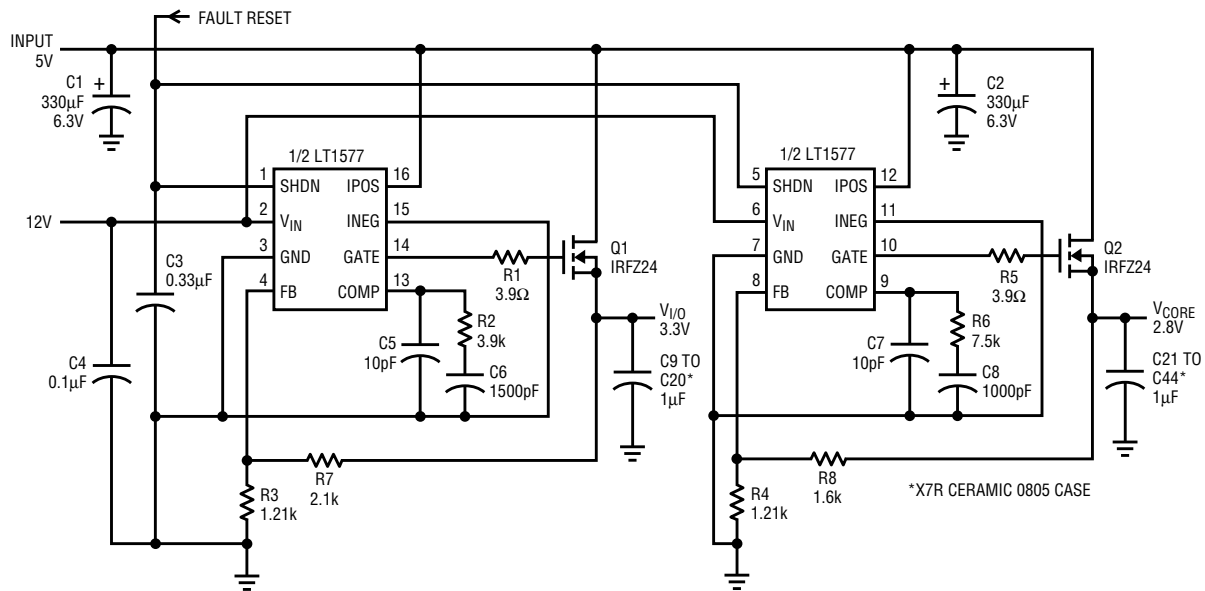 FAULT RESET
INPUT
5V
C1
330µF
6.3V
+
C2
330µF
6.3V
+
1/2 LT1577
1 SHDN IPOS 16
2 VIN INEG 15
3 GND GATE 14
4 FB COMP 13
12V
C3
0.33µF
C4
0.1µF
R1
3.9Ω
Q1
IRFZ24
R2
3.9k
C5
10pF
C6
1500pF
VI/O
3.3V
C9 TO
C20*
1µF
R7
2.1k
R3
1.21k
1/2 LT1577
5 SHDN IPOS 12
6 VIN INEG 11
7 GND GATE 10
8 FB COMP 9
R5
3.9Ω
Q2
IRFZ24
R6
7.5k
C7
10pF
C8
1000pF
VCORE
2.8V
C21 TO
C44*
1µF
R8
1.6k
R4
1.21k
*X7R CERAMIC 0805 CASE